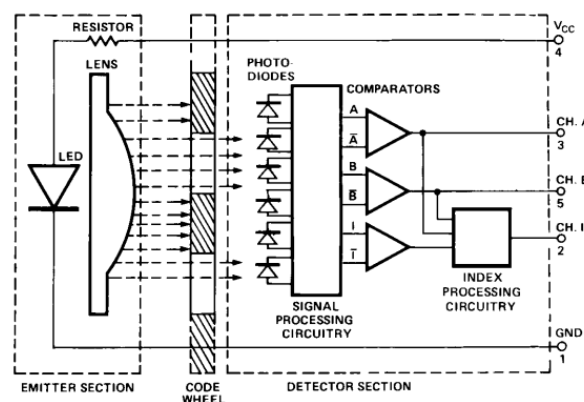 RESISTOR
V CC
4
LENS
PHOTO-
DIODES
COMPARATORS
A
CH. A
3
A̅
LED
B
CH. B
5
B̅
I
CH. I
2
I̅
SIGNAL
PROCESSING
CIRCUITRY
INDEX
PROCESSING
CIRCUITRY
GND
1
EMITTER SECTION
CODE
WHEEL
DETECTOR SECTION